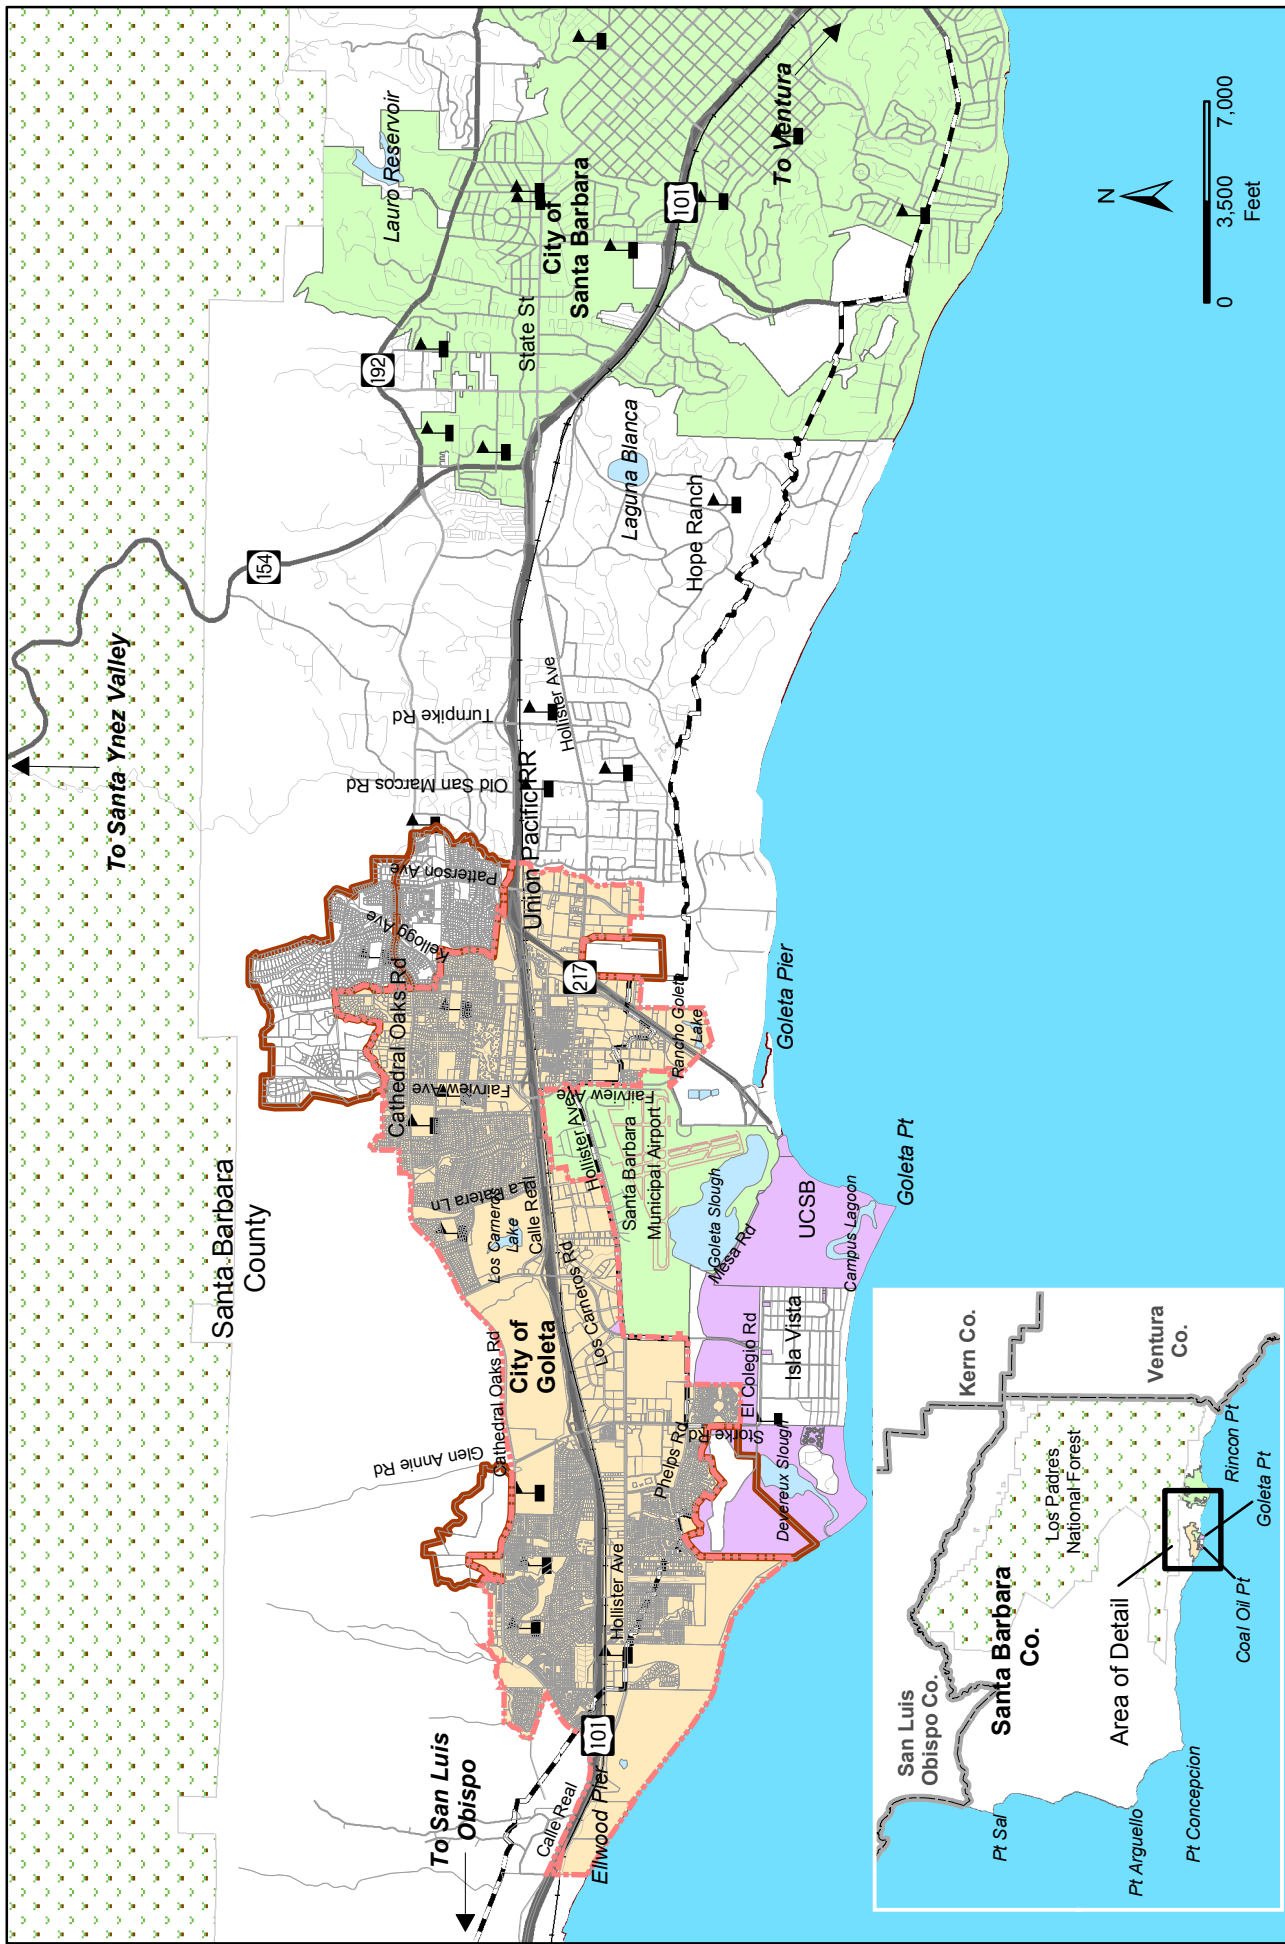 To San Luis
Obispo
Calle Real
Ellwood Pier
101
Hollister Ave
Glen Annie Rd
Cathedral Oaks Rd
City of
Goleta
Phelps Rd
Storke Rd
El Colegio Rd
Devereux Slough
Isla Vista
Santa Barbara
County
Los Carneros
Lake
Calle Real
Los Carneros Rd
La Patera Ln
Hollister Ave
Santa Barbara
Municipal Airport
Goleta Slough
Mesa Rd
UCSB
Campus Lagoon
Goleta Pt
Cathedral Oaks Rd
Fairview Ave
Fairview Ave
Kellogg Ave
Patterson Ave
217
Rancho Goleta
Lake
Goleta Pier
Union Pacific RR
To Santa Ynez Valley
Old San Marcos Rd
Turnpike Rd
Hollister Ave
154
Hope Ranch
Laguna Blanca
192
State St
Lauro Reservoir
City of
Santa Barbara
101
To Ventura
N
0
3,500
7,000
Feet
San Luis
Obispo Co.
Kern Co.
Santa Barbara
Co.
Los Padres
National Forest
Ventura
Co.
Area of Detail
Pt Sal
Pt Arguello
Pt Concepcion
Coal Oil Pt
Goleta Pt
Rincon Pt